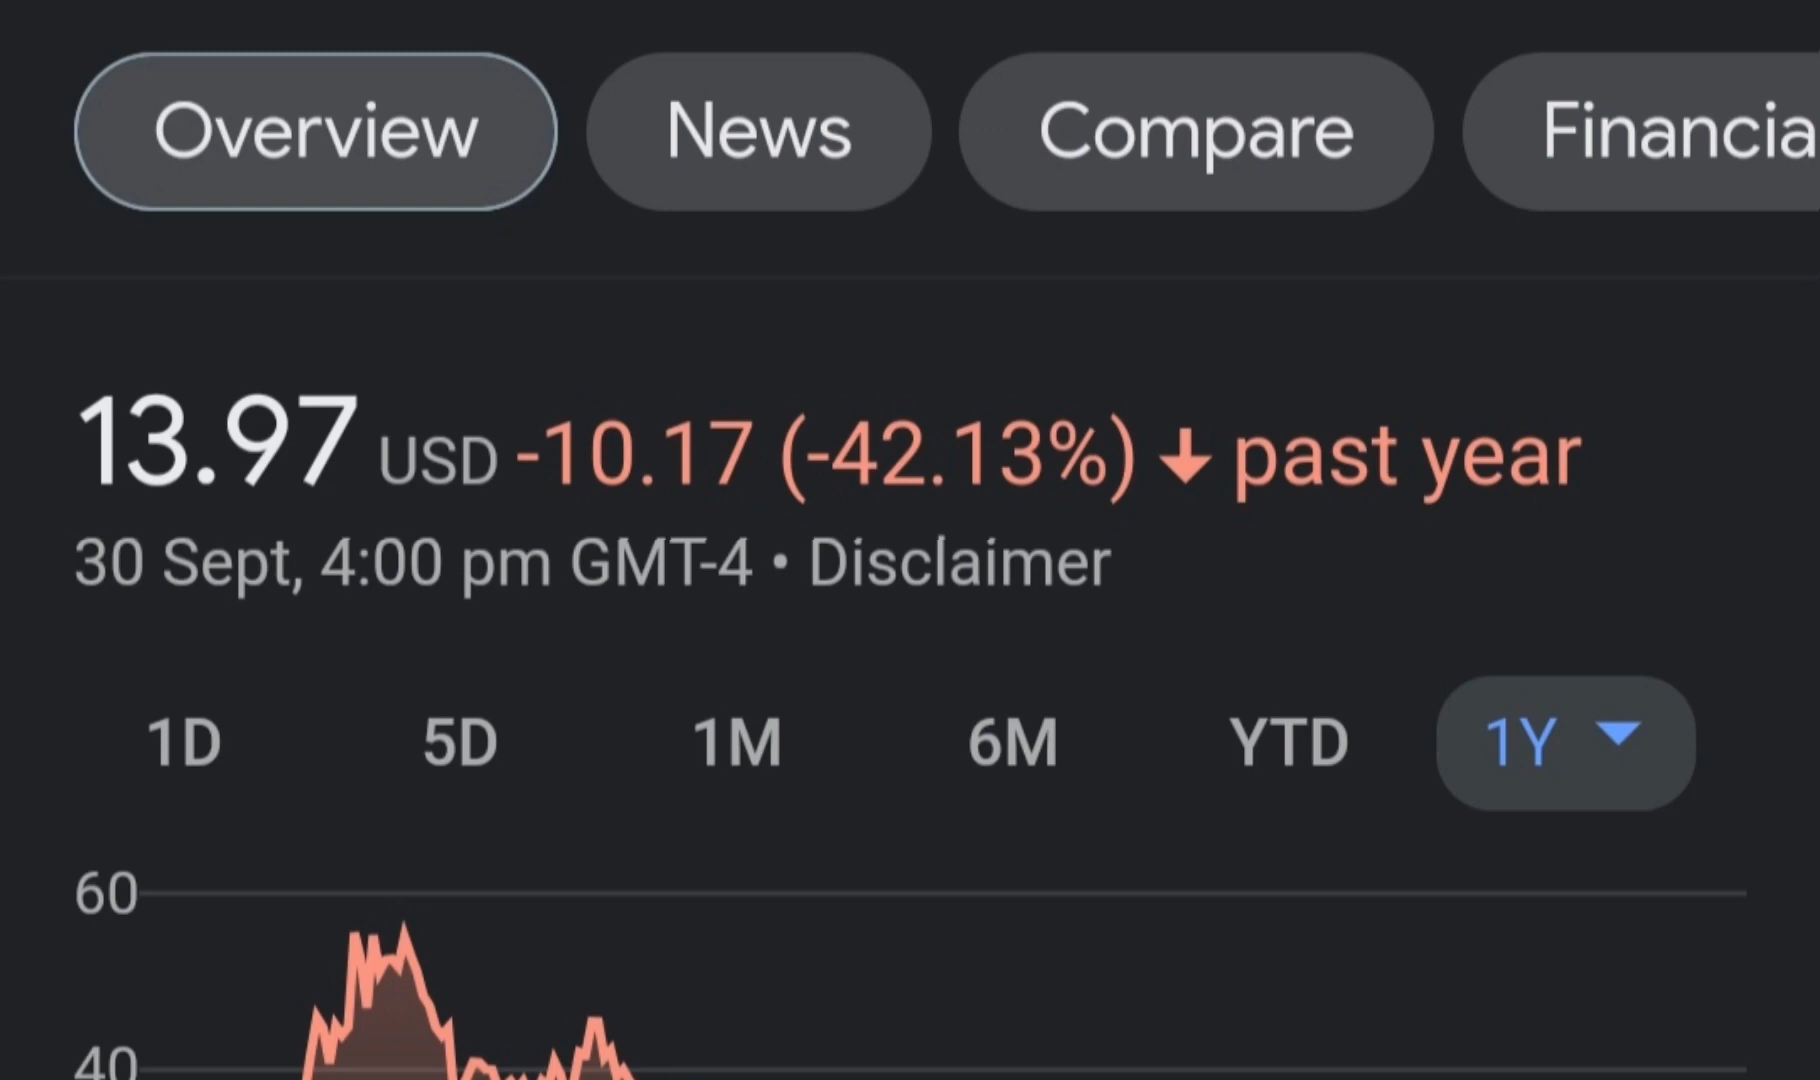 Overview News Compare Financia
13.97 USD -10.17 (-42.13%) ↓ past year
30 Sept, 4:00 pm GMT-4 • Disclaimer
1D 5D 1M 6M YTD 1Y
60
40